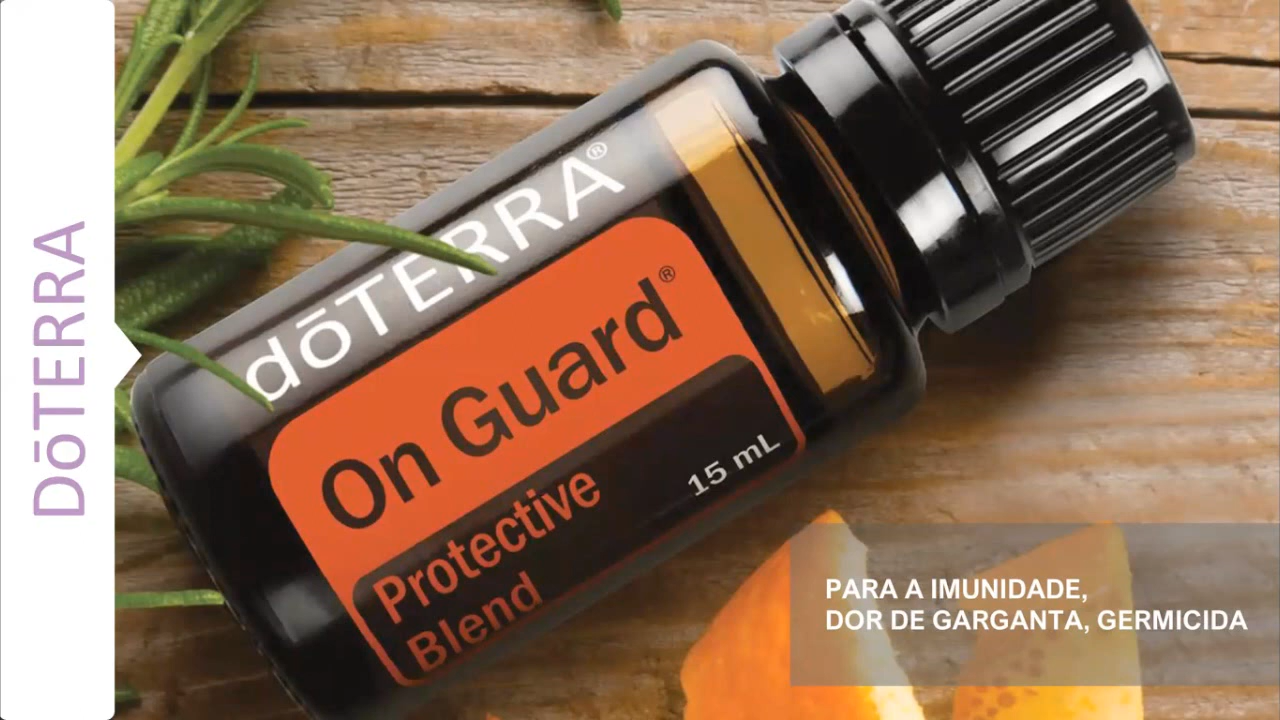 DōTERRA
dōTERRA®
On Guard®
Protective
Blend
15 mL
PARA A IMUNIDADE,
DOR DE GARGANTA, GERMICIDA